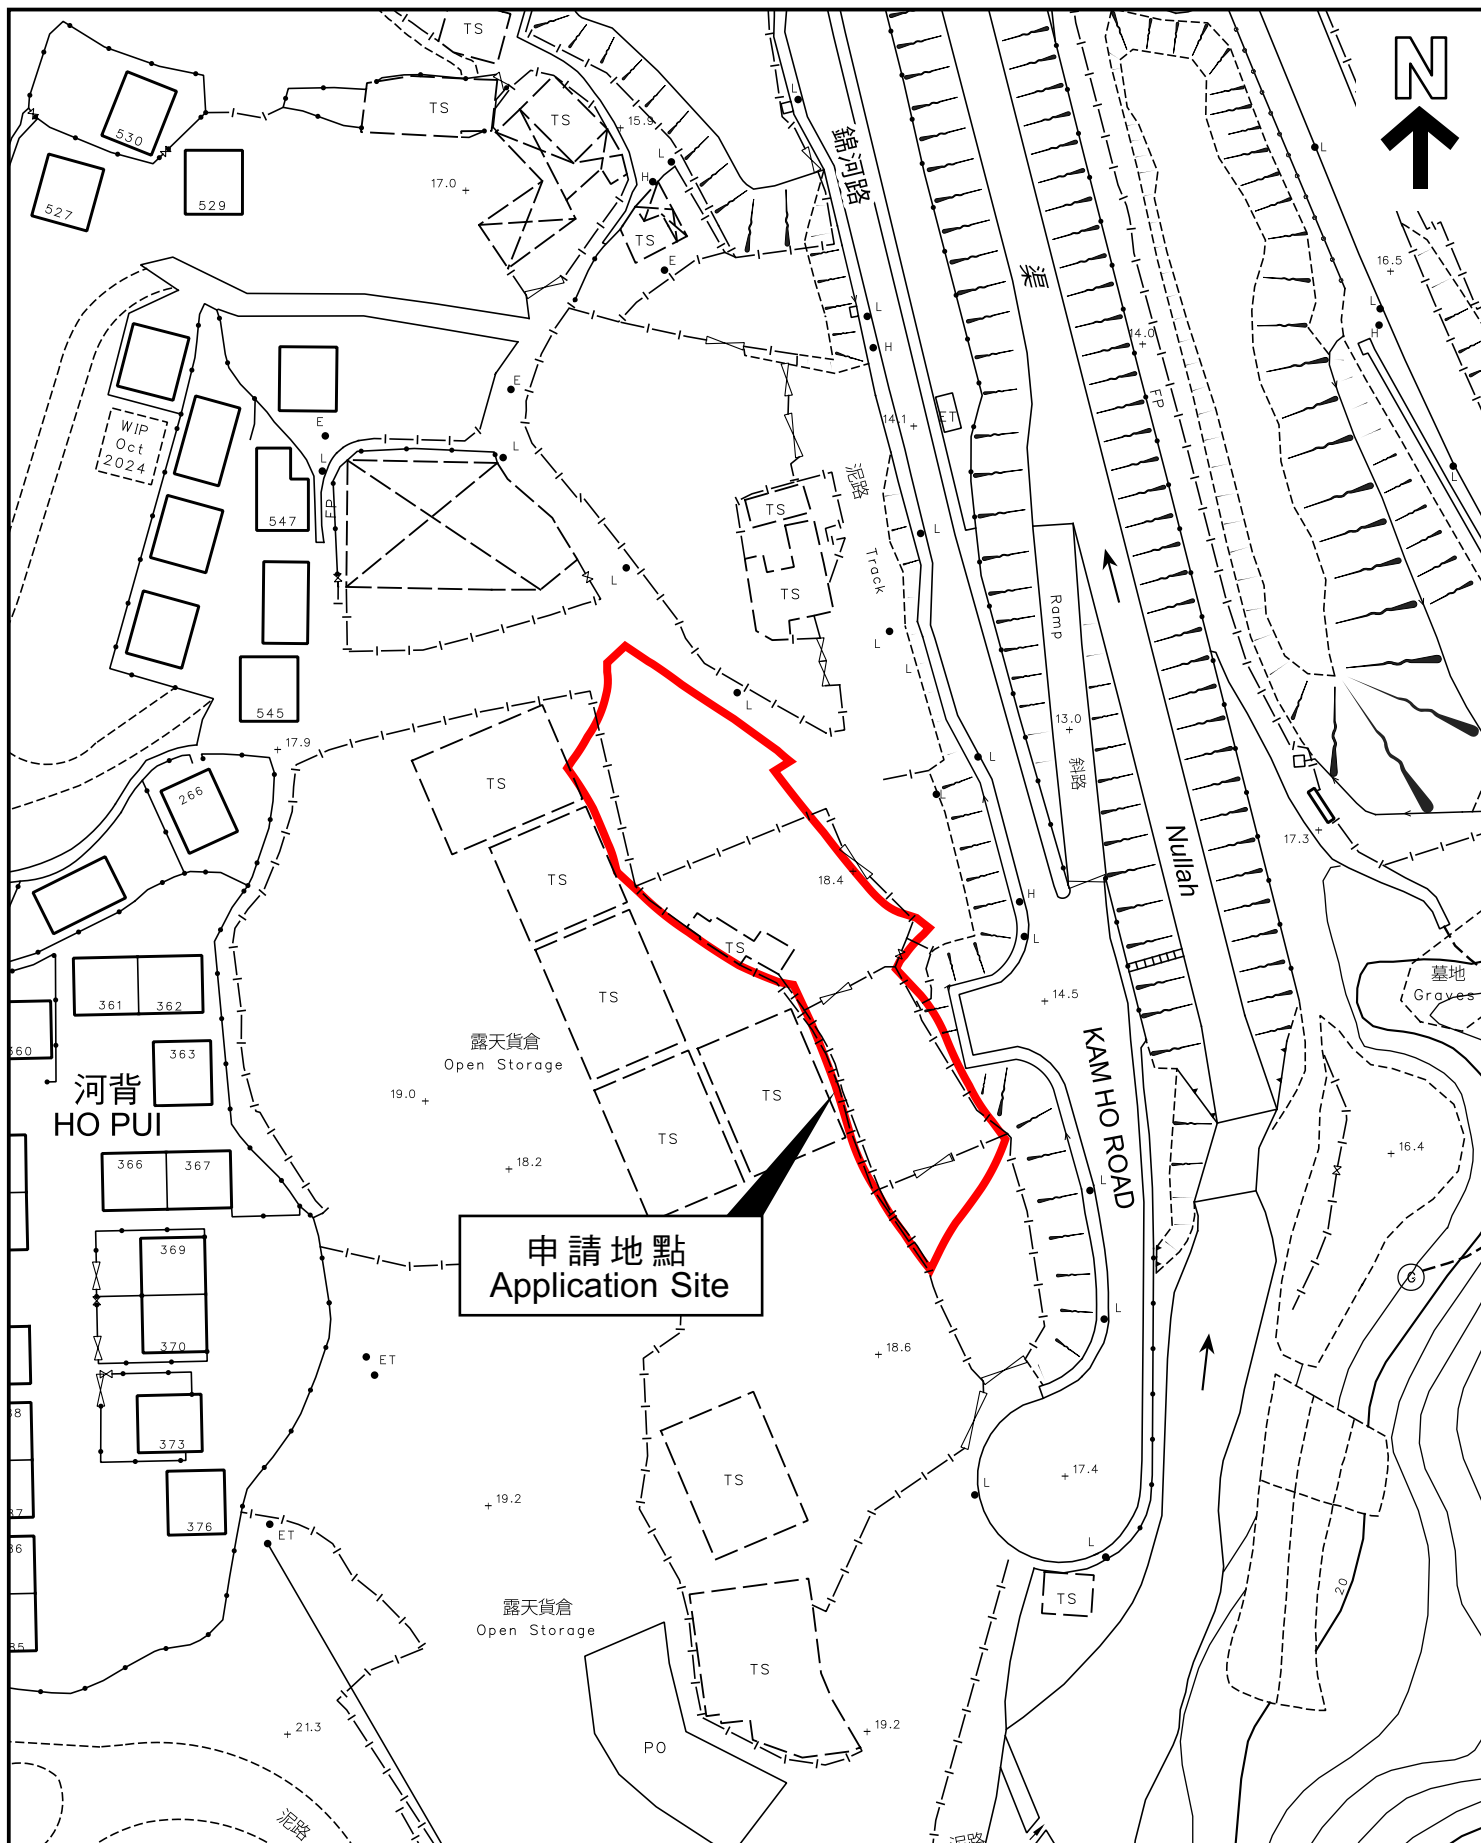 TS
N
TS
TS
15.9
L
530
錦河路
L
L
17.0
H
529
527
TS
E
渠
16.5
L
L
H
H
14.0
E
FP
14.1
ET
WIP
Oct
2024
E
L
L
泥路
L
547
FP
TS
L
L
Track
TS
Ramp
L
L
545
L
17.9
13.0
斜路
L
TS
266
L
Nullah
17.3
TS
18.4
H
L
TS
墓地
Graves
361
362
TS
14.5
360
363
露天貨倉
Open Storage
KAM HO ROAD
河背
HO PUI
19.0
TS
TS
366
367
18.2
16.4
L
申請地點
Application Site
369
G
L
370
18.6
ET
38
373
TS
17.4
L
19.2
37
376
ET
L
36
20
露天貨倉
Open Storage
TS
35
TS
21.3
19.2
PO
泥路
泥路